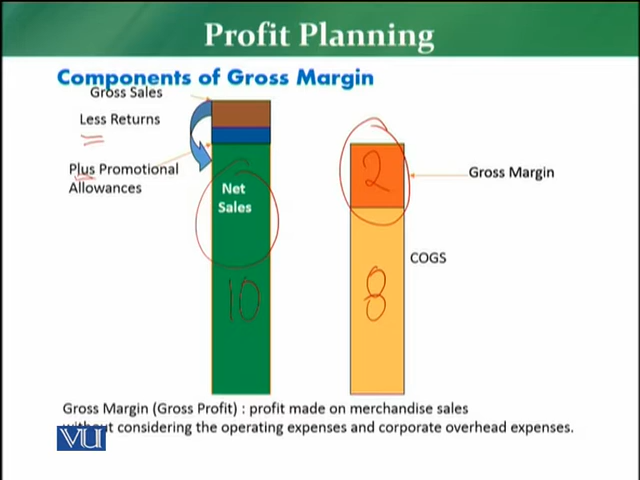 Profit Planning
Components of Gross Margin
Gross Sales
Less Returns
Plus Promotional
Allowances
Net
Sales
10
2
8
Gross Margin
COGS
Gross Margin (Gross Profit) : profit made on merchandise sales
without considering the operating expenses and corporate overhead expenses.
VU